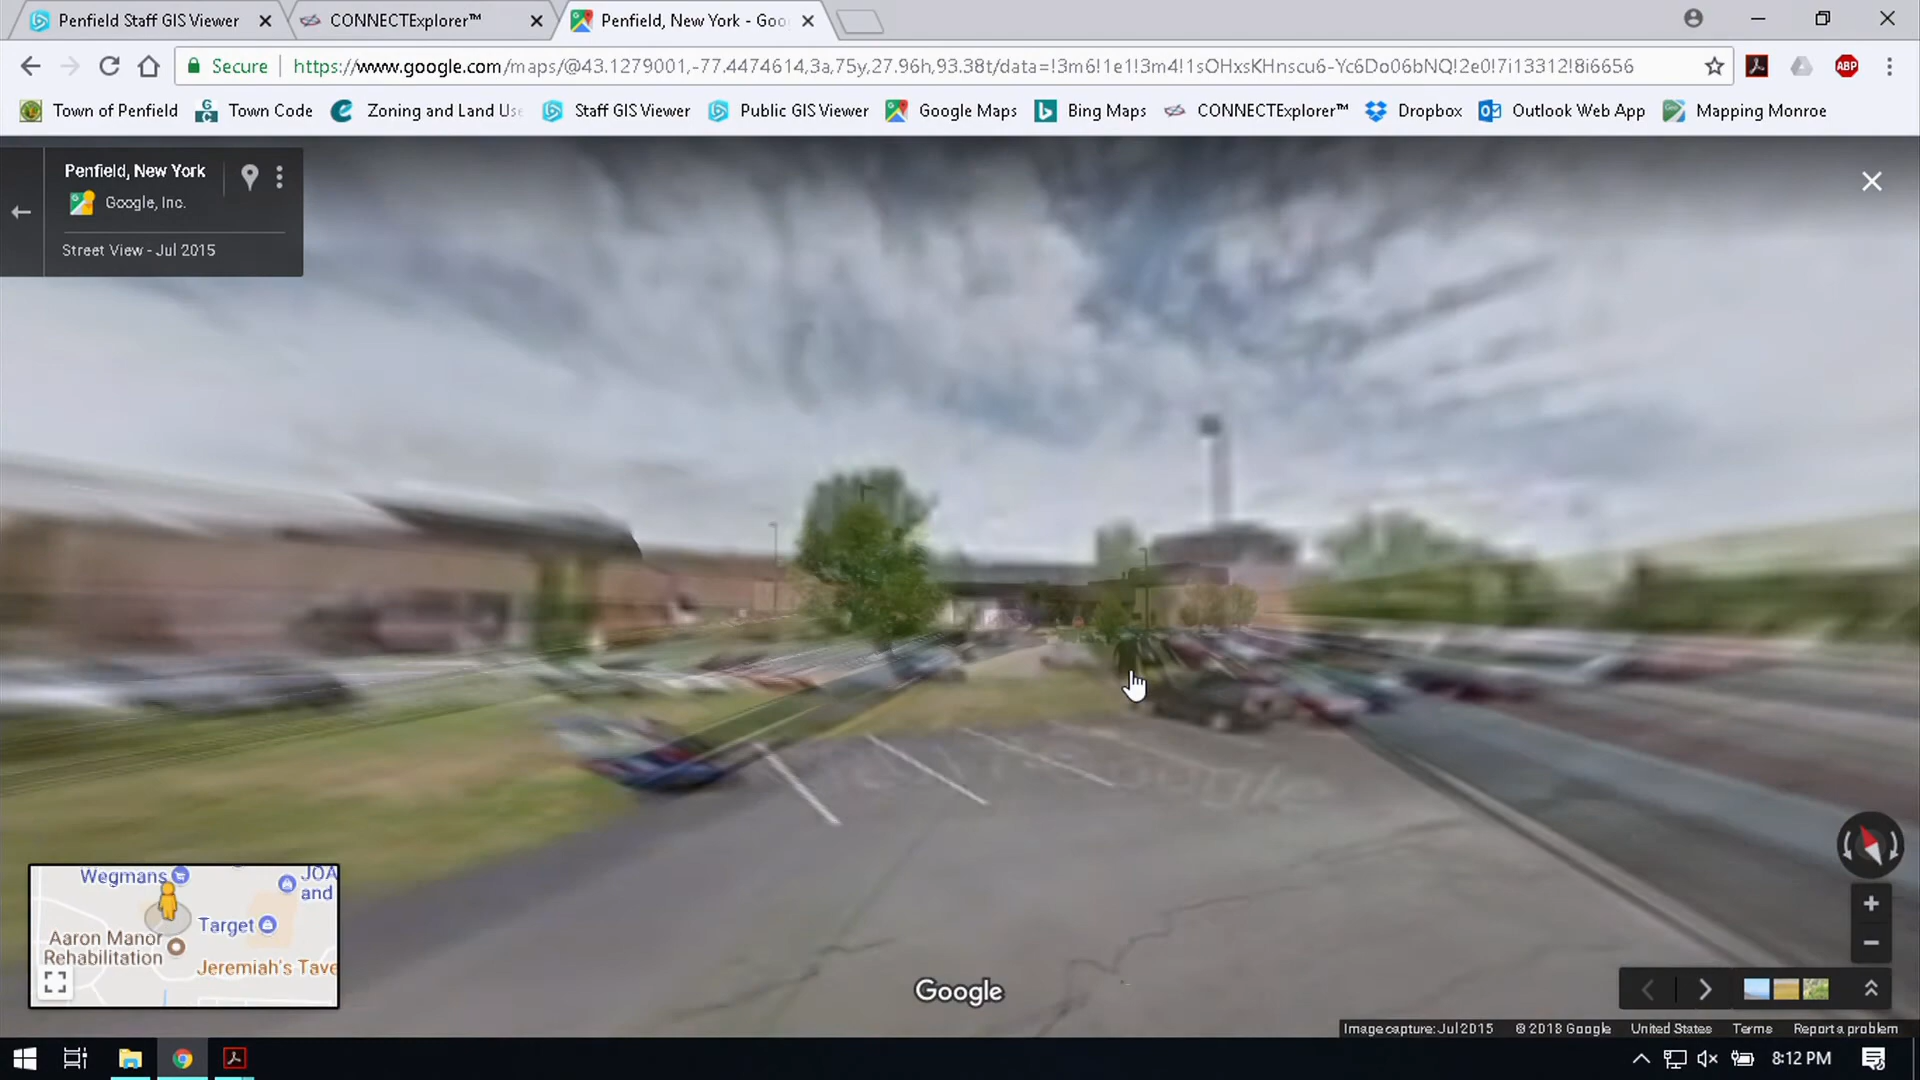 Penfield Staff GIS Viewer
CONNECTExplorer™
Penfield, New York - Goo
Secure
https://www.google.com/maps/@43.1279001,-77.4474614,3a,75y,27.96h,93.38t/data=!3m6!1e1!3m4!1sOHxsKHnscu6-Yc6Do06bNQ!2e0!7i13312!8i6656
ABP
Town of Penfield
Town Code
Zoning and Land Us
Staff GIS Viewer
Public GIS Viewer
Google Maps
Bing Maps
CONNECTExplorer™
Dropbox
Outlook Web App
Mapping Monroe
Penfield, New York
Google, Inc.
Street View - Jul 2015
Wegmans
JOA
and
Target
Aaron Manor
Rehabilitation
Jeremiah's Tave
Google
Image capture: Jul 2015
© 2018 Google
United States
Terms
Report a problem
8:12 PM